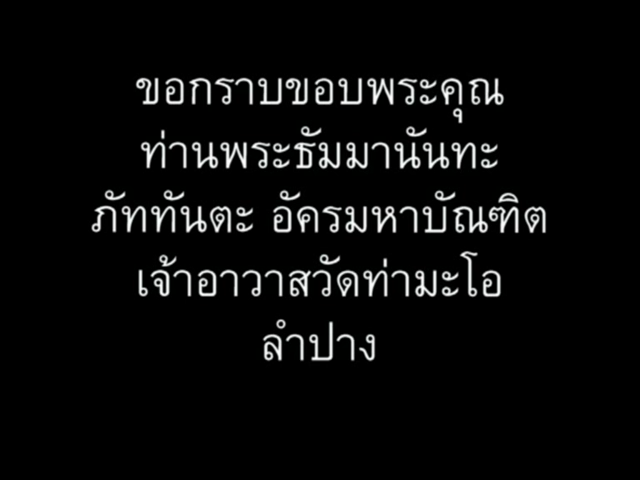 ขอกราบขอบพระคุณ
ท่านพระธัมมานันทะ
ภัททันตะ อัครมหาบัณฑิต
เจ้าอาวาสวัดท่ามะโอ
ลำปาง